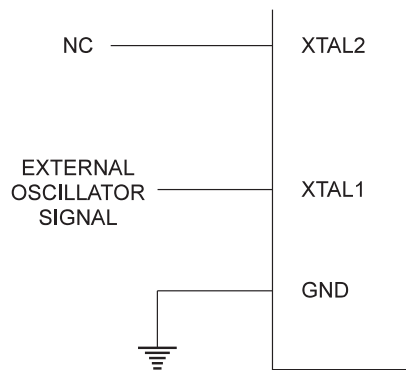 NC
XTAL2
EXTERNAL
OSCILLATOR
SIGNAL
XTAL1
GND